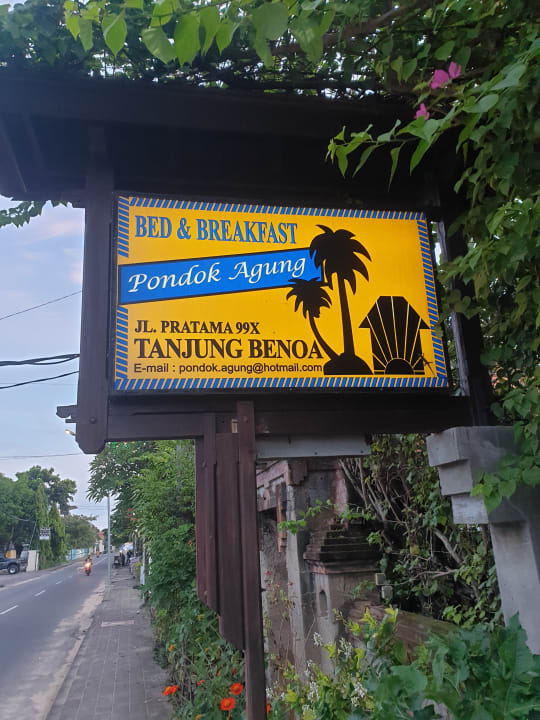 BED & BREAKFAST
Pondok Agung
JL. PRATAMA 99X
TANJUNG BENOA
E-mail : pondok.agung@hotmail.com